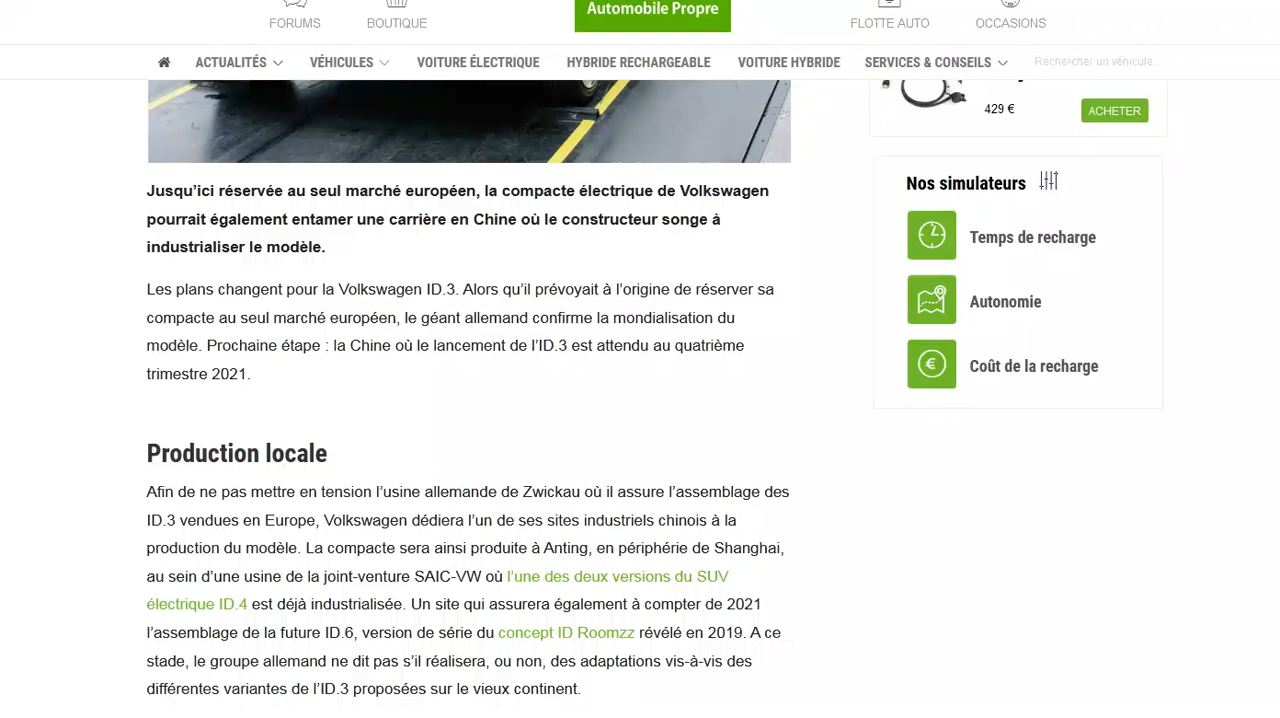 FORUMS
BOUTIQUE
Automobile Propre
FLOTTE AUTO
OCCASIONS
ACTUALITÉS
VÉHICULES
VOITURE ÉLECTRIQUE
HYBRIDE RECHARGEABLE
VOITURE HYBRIDE
SERVICES & CONSEILS
Rechercher un véhicule.
429 €
ACHETER
Jusqu’ici réservée au seul marché européen, la compacte électrique de Volkswagen
pourrait également entamer une carrière en Chine où le constructeur songe à
industrialiser le modèle.
Les plans changent pour la Volkswagen ID.3. Alors qu’il prévoyait à l’origine de réserver sa
compacte au seul marché européen, le géant allemand confirme la mondialisation du
modèle. Prochaine étape : la Chine où le lancement de l’ID.3 est attendu au quatrième
trimestre 2021.
Production locale
Afin de ne pas mettre en tension l’usine allemande de Zwickau où il assure l’assemblage des
ID.3 vendues en Europe, Volkswagen dédiera l’un de ses sites industriels chinois à la
production du modèle. La compacte sera ainsi produite à Anting, en périphérie de Shanghai,
au sein d’une usine de la joint-venture SAIC-VW où l’une des deux versions du SUV
électrique ID.4 est déjà industrialisée. Un site qui assurera également à compter de 2021
l’assemblage de la future ID.6, version de série du concept ID Roomzz révélé en 2019. A ce
stade, le groupe allemand ne dit pas s’il réalisera, ou non, des adaptations vis-à-vis des
différentes variantes de l’ID.3 proposées sur le vieux continent.
Nos simulateurs
Temps de recharge
Autonomie
€
Coût de la recharge